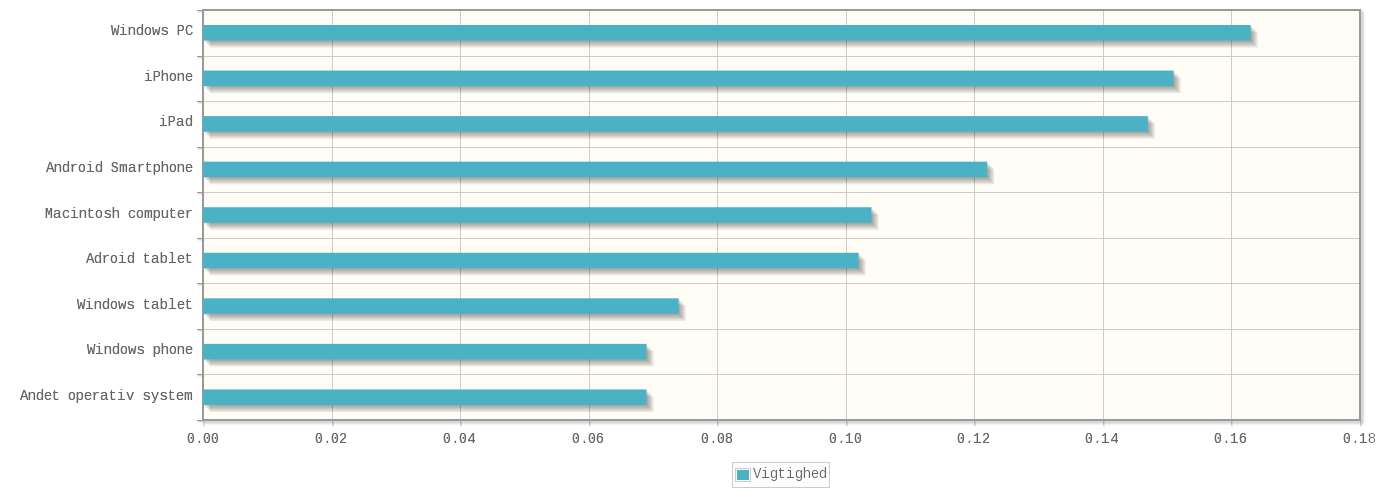 Windows PC
iPhone
iPad
Android Smartphone
Macintosh computer
Adroid tablet
Windows tablet
Windows phone
Andet operativ system
0.00 0.02 0.04 0.06 0.08 0.10 0.12 0.14 0.16 0.18
Vigtighed